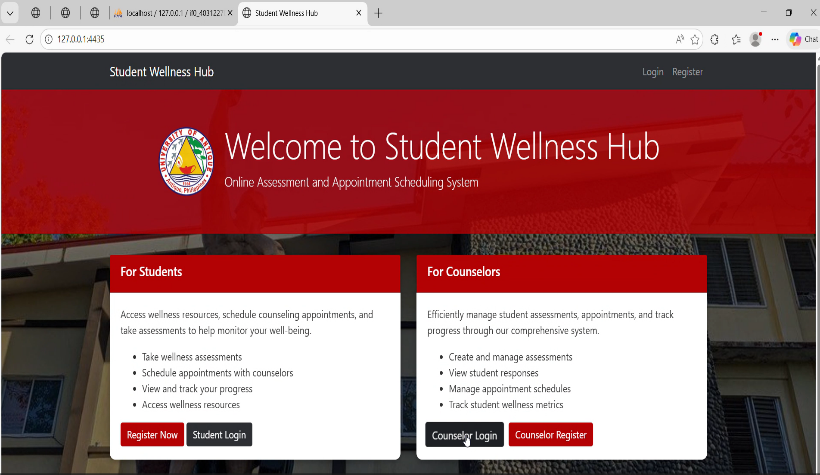 localhost / 127.0.0.1 / if0_4031227
Student Wellness Hub
127.0.0.1:4435
Chat
Student Wellness Hub
Login
Register
UNIVERSITY OF ANTIQUE
Welcome to Student Wellness Hub
Online Assessment and Appointment Scheduling System
For Students
Access wellness resources, schedule counseling appointments, and
take assessments to help monitor your well-being.
Take wellness assessments
Schedule appointments with counselors
View and track your progress
Access wellness resources
Register Now
Student Login
For Counselors
Efficiently manage student assessments, appointments, and track
progress through our comprehensive system.
Create and manage assessments
View student responses
Manage appointment schedules
Track student wellness metrics
Counselor Login
Counselor Register